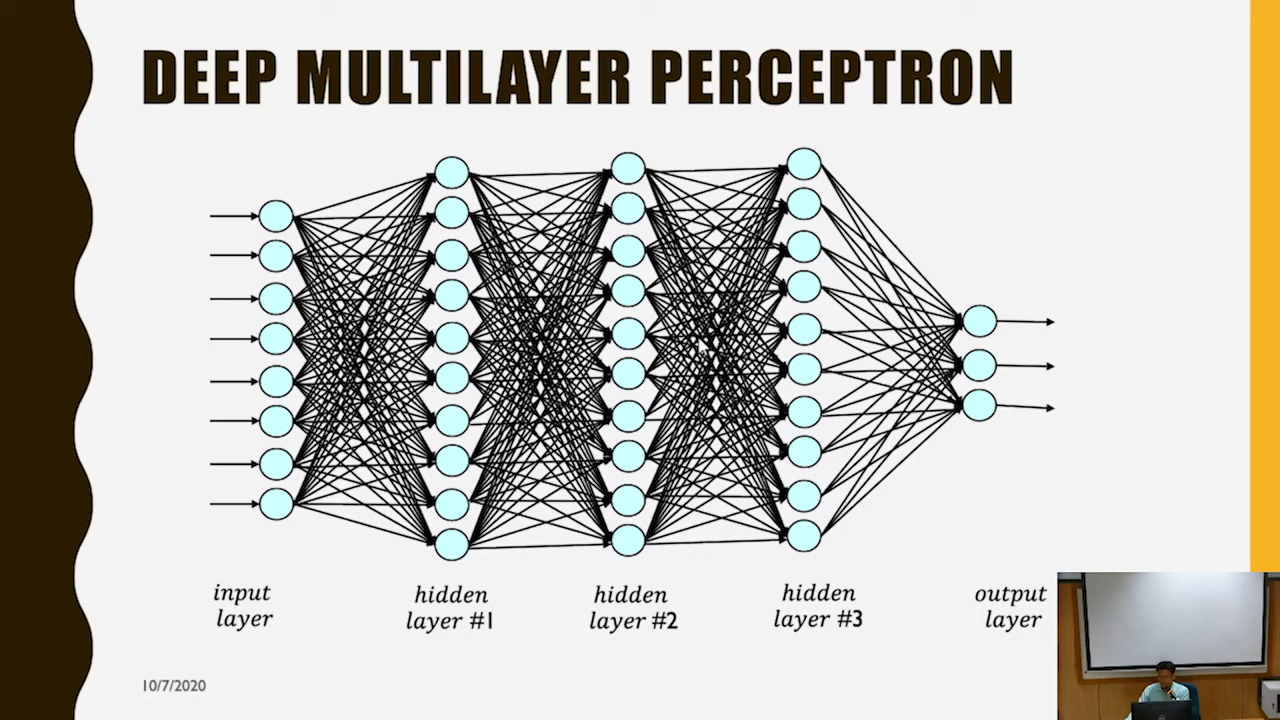 DEEP MULTILAYER PERCEPTRON
input
layer
hidden
layer #1
hidden
layer #2
hidden
layer #3
output
layer
10/7/2020